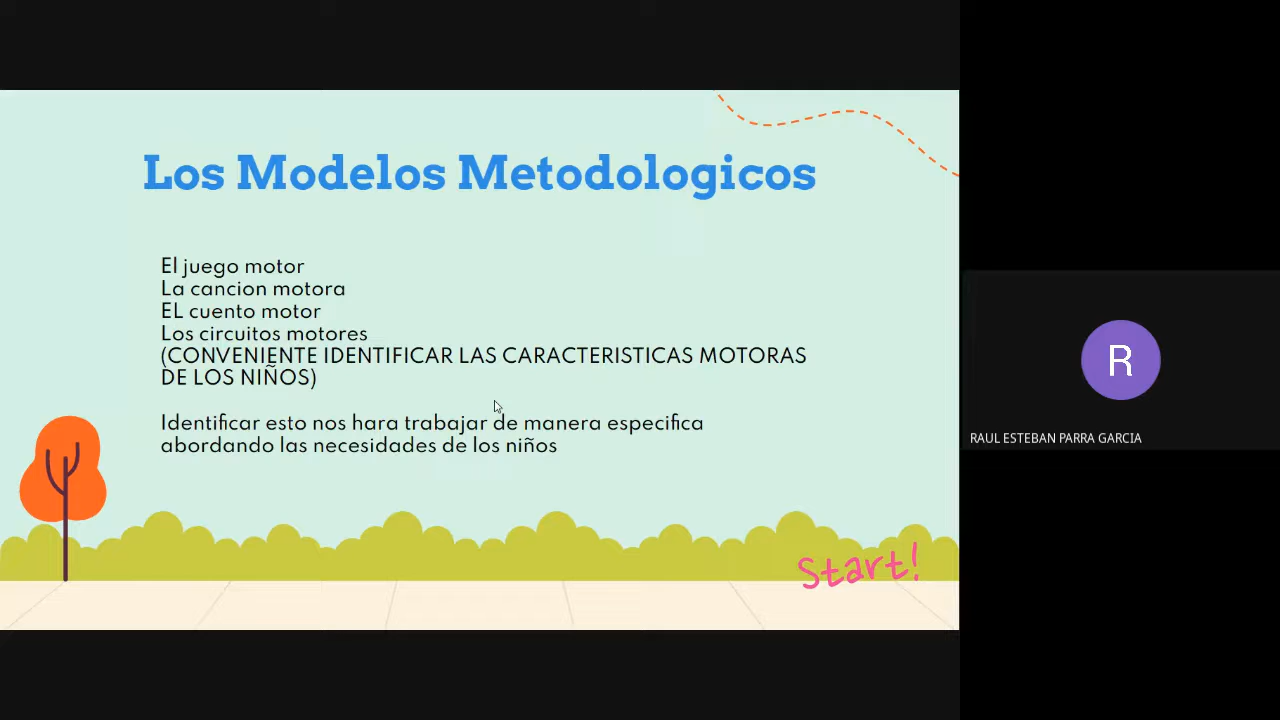 Los Modelos Metodologicos
El juego motor
La cancion motora
EL cuento motor
Los circuitos motores
(CONVENIENTE IDENTIFICAR LAS CARACTERISTICAS MOTORAS
DE LOS NIÑOS)
Identificar esto nos hara trabajar de manera especifica
abordando las necesidades de los niños
Start!
R
RAUL ESTEBAN PARRA GARCIA